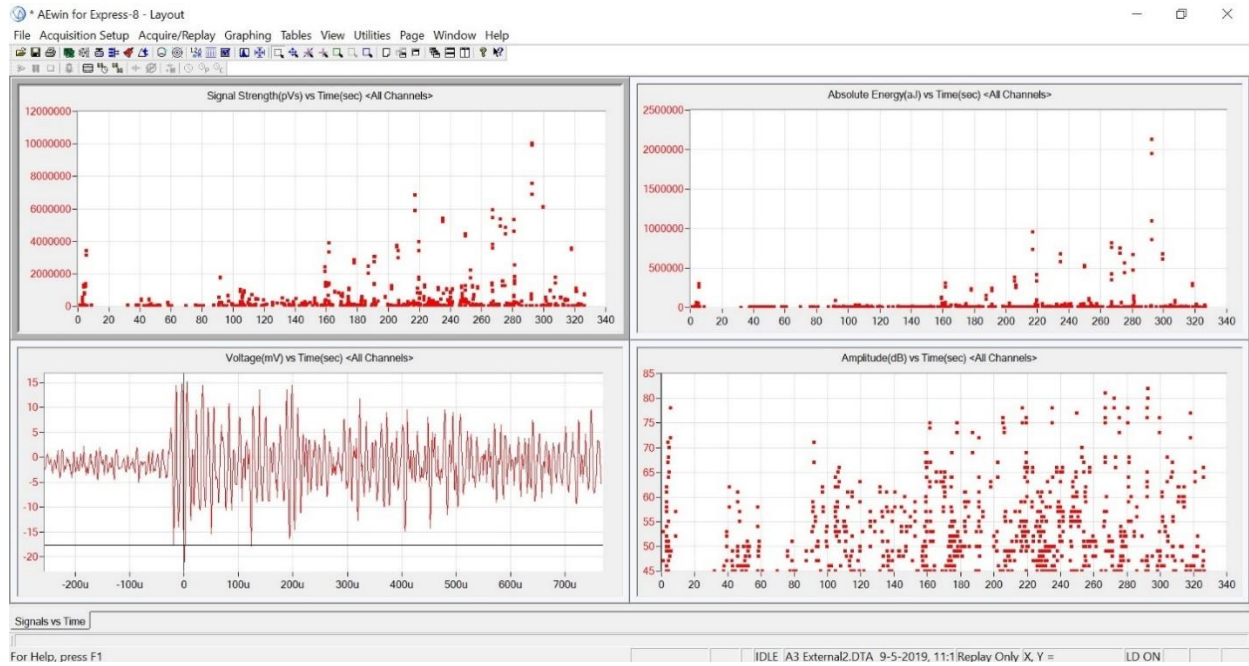 * AEwin for Express-8 - Layout
File Acquisition Setup Acquire/Replay Graphing Tables View Utilities Page Window Help
Signal Strength(pVs) vs Time(sec) <All Channels>
12000000
10000000
8000000
6000000
4000000
2000000
0
0 20 40 60 80 100 120 140 160 180 200 220 240 260 280 300 320 340
Absolute Energy(aJ) vs Time(sec) <All Channels>
2500000
2000000
1500000
1000000
500000
0
0 20 40 60 80 100 120 140 160 180 200 220 240 260 280 300 320 340
Voltage(mV) vs Time(sec) <All Channels>
15
10
5
0
-5
-10
-15
-20
-200u -100u 0 100u 200u 300u 400u 500u 600u 700u
Amplitude(dB) vs Time(sec) <All Channels>
85
80
75
70
65
60
55
50
45
0 20 40 60 80 100 120 140 160 180 200 220 240 260 280 300 320 340
Signals vs Time
For Help, press F1
IDLE A3 External2.DTA 9-5-2019, 11:1 Replay Only X, Y = LD ON